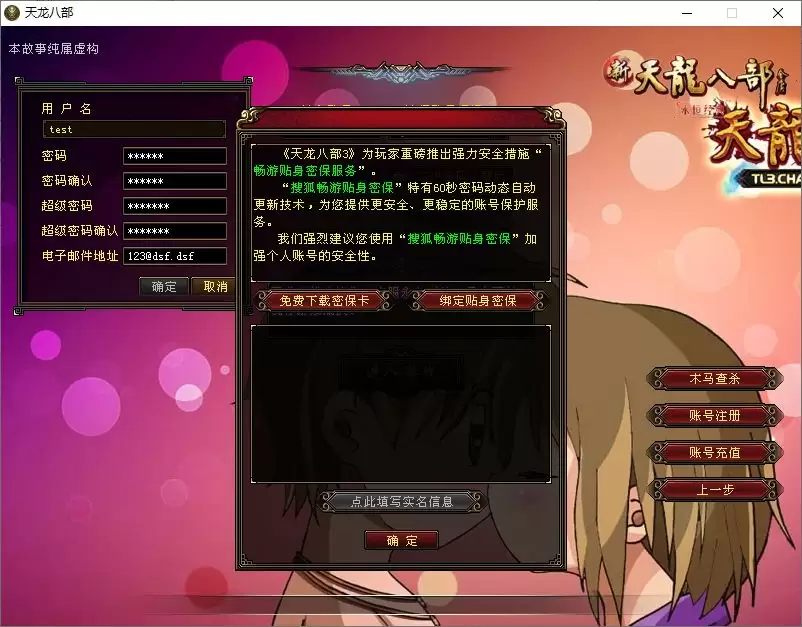 天龙八部
本故事纯属虚构
用 户 名
test
密码
******
密码确认
******
超级密码
*******
超级密码确认
*******
电子邮件地址
123@dsf.dsf
确定
取消
《天龙八部3》为玩家重磅推出强力安全措施“
畅游贴身密保服务”。
“搜狐畅游贴身密保”特有60秒密码动态自动
更新技术，为您提供更安全、更稳定的账号保护服
务。
我们强烈建议您使用“搜狐畅游贴身密保”加
强个人账号的安全性。
免费下载密保卡
绑定贴身密保
点此填写实名信息
确 定
新天龍八部
永恒经典
天龍
TL3.CHA
木马查杀
账号注册
账号充值
上一步